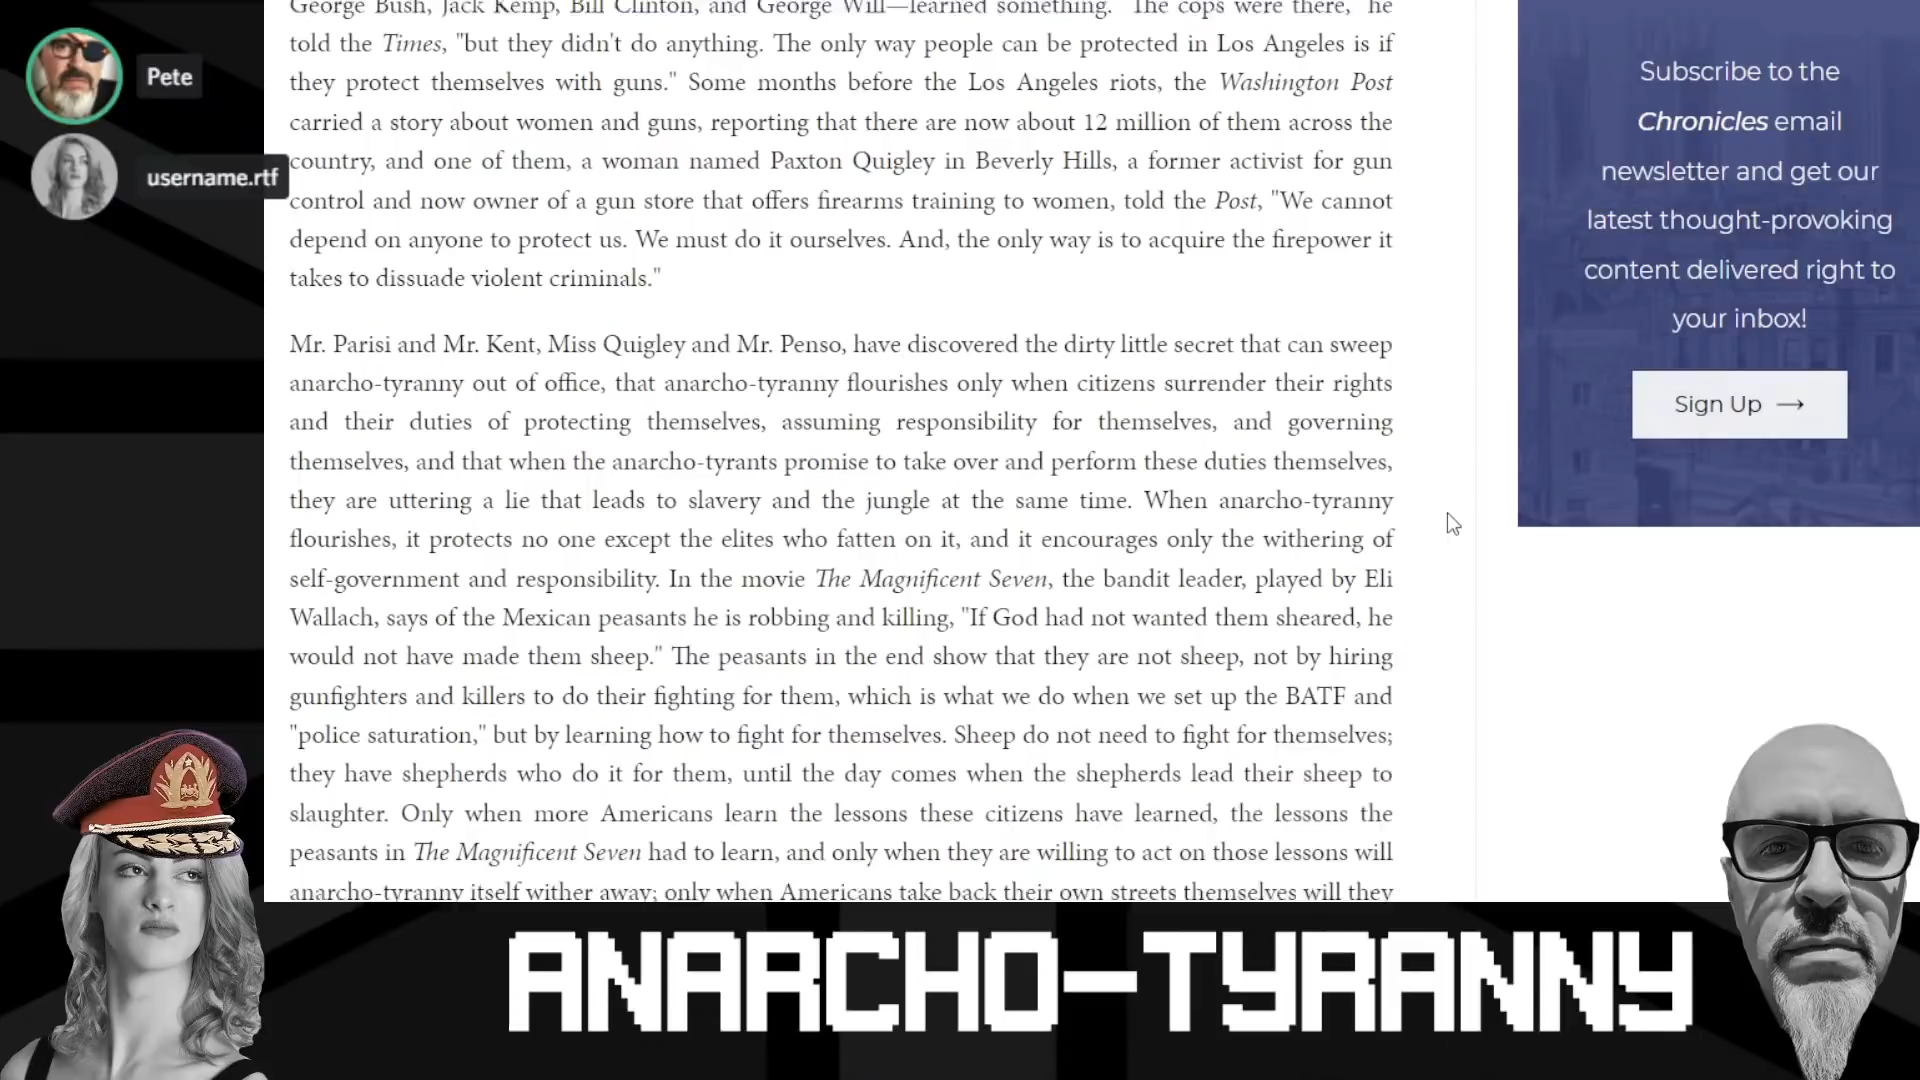 Pete
username.rtf
George Bush, Jack Kemp, Bill Clinton, and George Will—learned something. "The cops were there," he
told the Times, "but they didn't do anything. The only way people can be protected in Los Angeles is if
they protect themselves with guns." Some months before the Los Angeles riots, the Washington Post
carried a story about women and guns, reporting that there are now about 12 million of them across the
country, and one of them, a woman named Paxton Quigley in Beverly Hills, a former activist for gun
control and now owner of a gun store that offers firearms training to women, told the Post, "We cannot
depend on anyone to protect us. We must do it ourselves. And, the only way is to acquire the firepower it
takes to dissuade violent criminals."
Mr. Parisi and Mr. Kent, Miss Quigley and Mr. Penso, have discovered the dirty little secret that can sweep
anarcho-tyranny out of office, that anarcho-tyranny flourishes only when citizens surrender their rights
and their duties of protecting themselves, assuming responsibility for themselves, and governing
themselves, and that when the anarcho-tyrants promise to take over and perform these duties themselves,
they are uttering a lie that leads to slavery and the jungle at the same time. When anarcho-tyranny
flourishes, it protects no one except the elites who fatten on it, and it encourages only the withering of
self-government and responsibility. In the movie The Magnificent Seven, the bandit leader, played by Eli
Wallach, says of the Mexican peasants he is robbing and killing, "If God had not wanted them sheared, he
would not have made them sheep." The peasants in the end show that they are not sheep, not by hiring
gunfighters and killers to do their fighting for them, which is what we do when we set up the BATF and
"police saturation," but by learning how to fight for themselves. Sheep do not need to fight for themselves;
they have shepherds who do it for them, until the day comes when the shepherds lead their sheep to
slaughter. Only when more Americans learn the lessons these citizens have learned, the lessons the
peasants in The Magnificent Seven had to learn, and only when they are willing to act on those lessons will
anarcho-tyranny itself wither away; only when Americans take back their own streets themselves will they
Subscribe to the
Chronicles email
newsletter and get our
latest thought-provoking
content delivered right to
your inbox!
Sign Up →
ANARCHO-TYRANNY